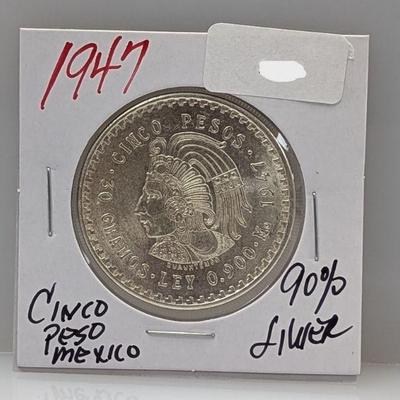 1947
30 GRAMOS · CINCO PESOS · 1947 · M° · LEY 0.900
CUAUHTEMOC
CINCO
PESO
MEXICO
90%
SILVER